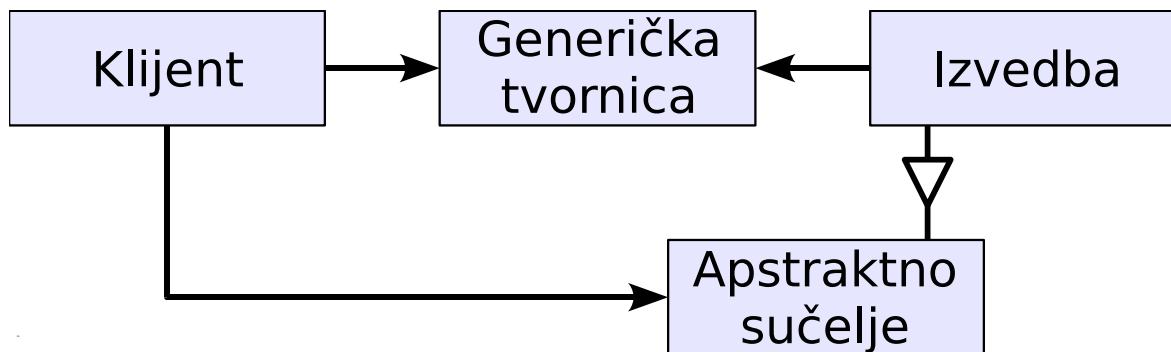 Klijent
Generička
tvornica
Izvedba
Apstraktno
sučelje